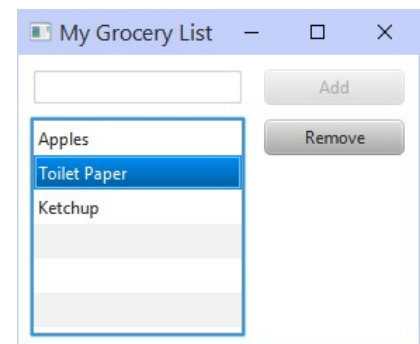 My Grocery List
Add
Apples
Remove
Toilet Paper
Ketchup